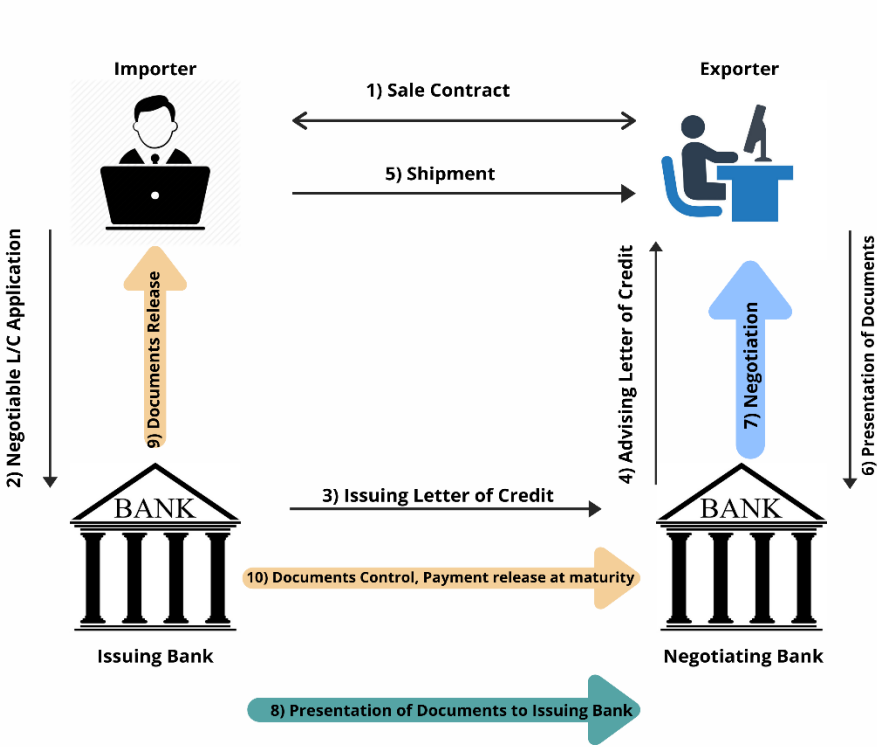 Importer
Exporter
1) Sale Contract
5) Shipment
2) Negotiable L/C Application
9) Documents Release
4) Advising Letter of Credit
7) Negotiation
6) Presentation of Documents
BANK
BANK
3) Issuing Letter of Credit
10) Documents Control, Payment release at maturity
Issuing Bank
Negotiating Bank
8) Presentation of Documents to Issuing Bank